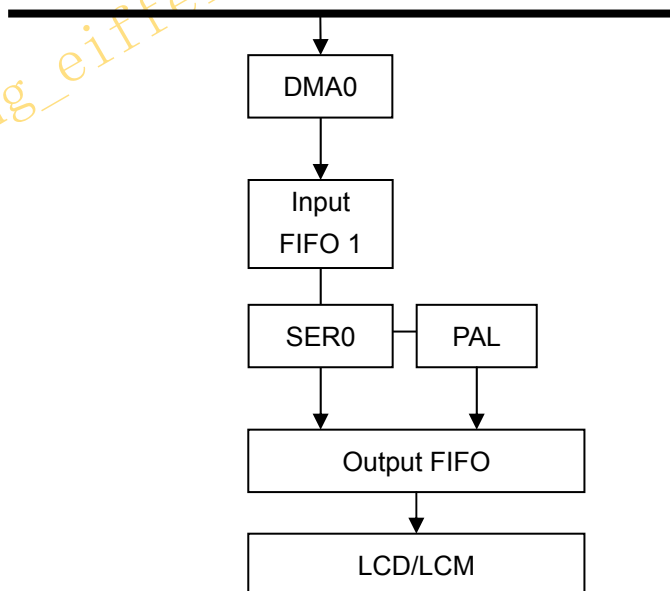 DMA0
Input
FIFO 1
SER0
PAL
Output FIFO
LCD/LCM